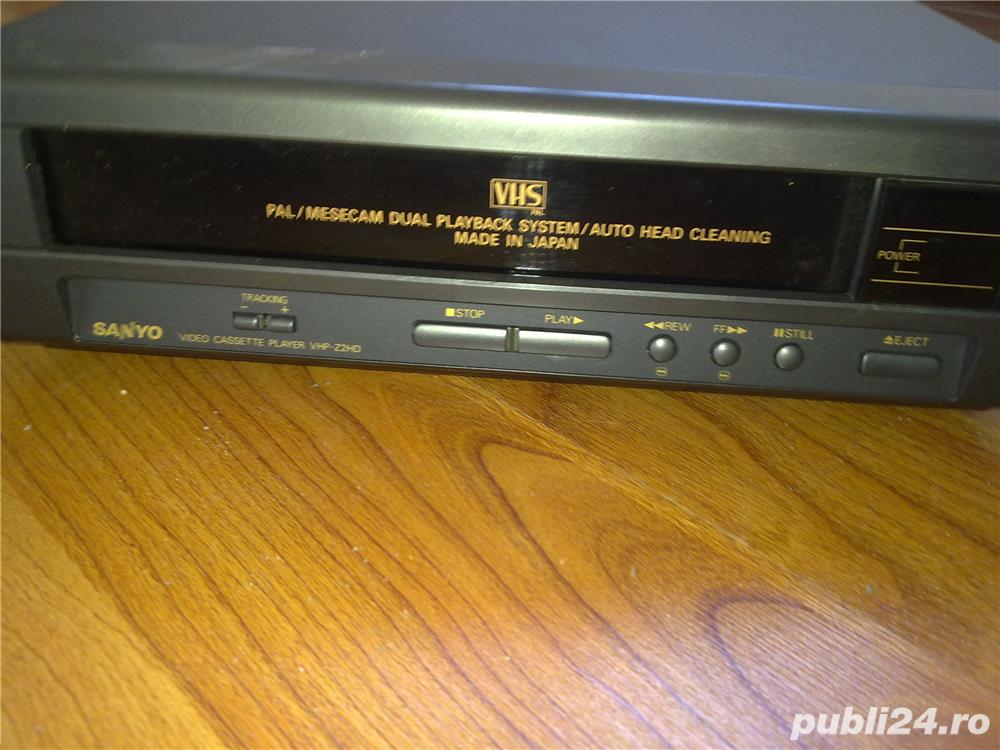 VHS
PAL
PAL/MESECAM DUAL PLAYBACK SYSTEM/AUTO HEAD CLEANING
MADE IN JAPAN
POWER
TRACKING
- +
■STOP
PLAY▶
◀◀REW
FF▶▶
▮▮STILL
⏏EJECT
SANYO
VIDEO CASSETTE PLAYER VHP-Z2HD
publi24.ro